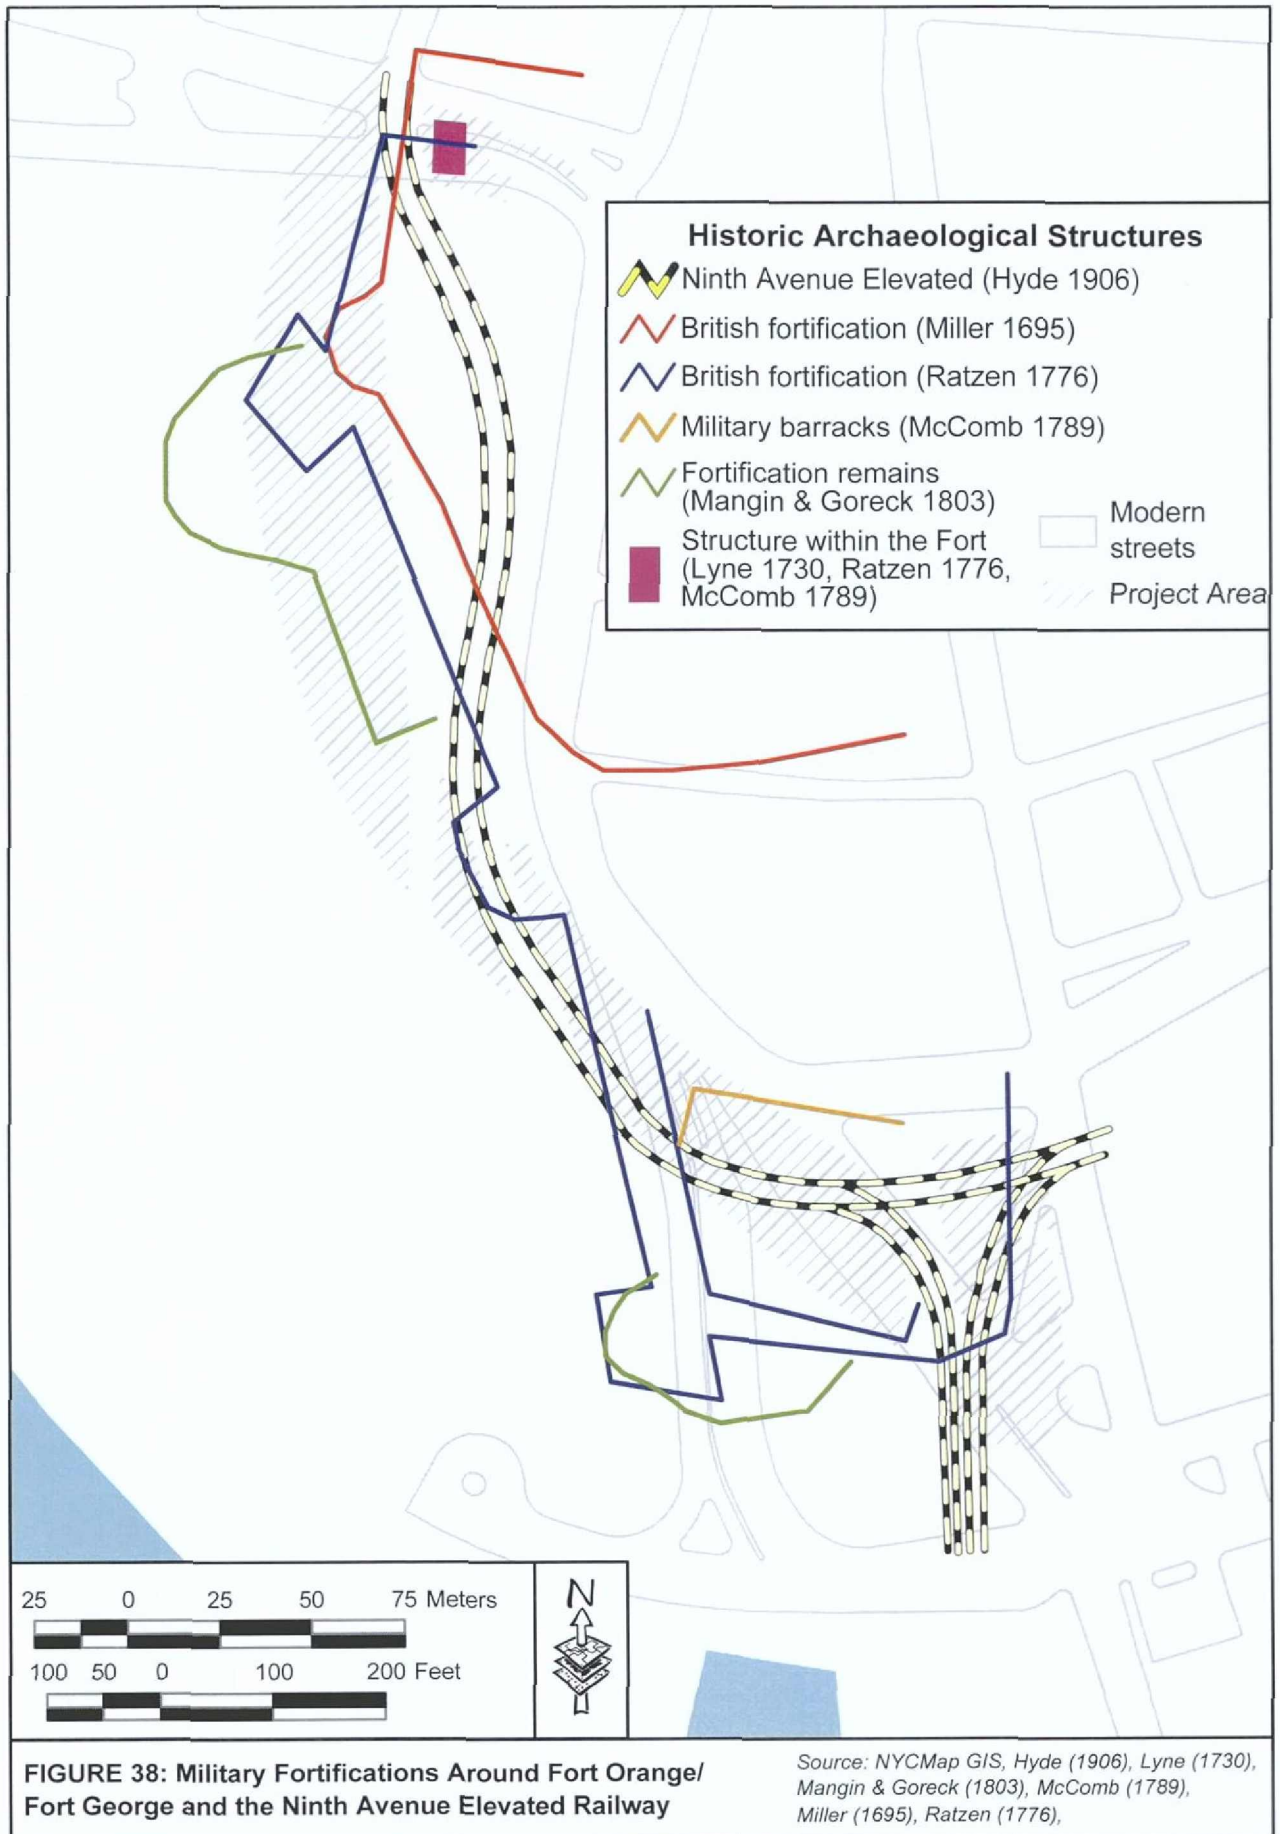 Historic Archaeological Structures
Ninth Avenue Elevated (Hyde 1906)
British fortification (Miller 1695)
British fortification (Ratzen 1776)
Military barracks (McComb 1789)
Fortification remains
(Mangin & Goreck 1803)
Structure within the Fort
(Lyne 1730, Ratzen 1776,
McComb 1789)
Modern
streets
Project Area
25 0 25 50 75 Meters
100 50 0 100 200 Feet
N
FIGURE 38: Military Fortifications Around Fort Orange/
Fort George and the Ninth Avenue Elevated Railway
Source: NYCMap GIS, Hyde (1906), Lyne (1730),
Mangin & Goreck (1803), McComb (1789),
Miller (1695), Ratzen (1776),